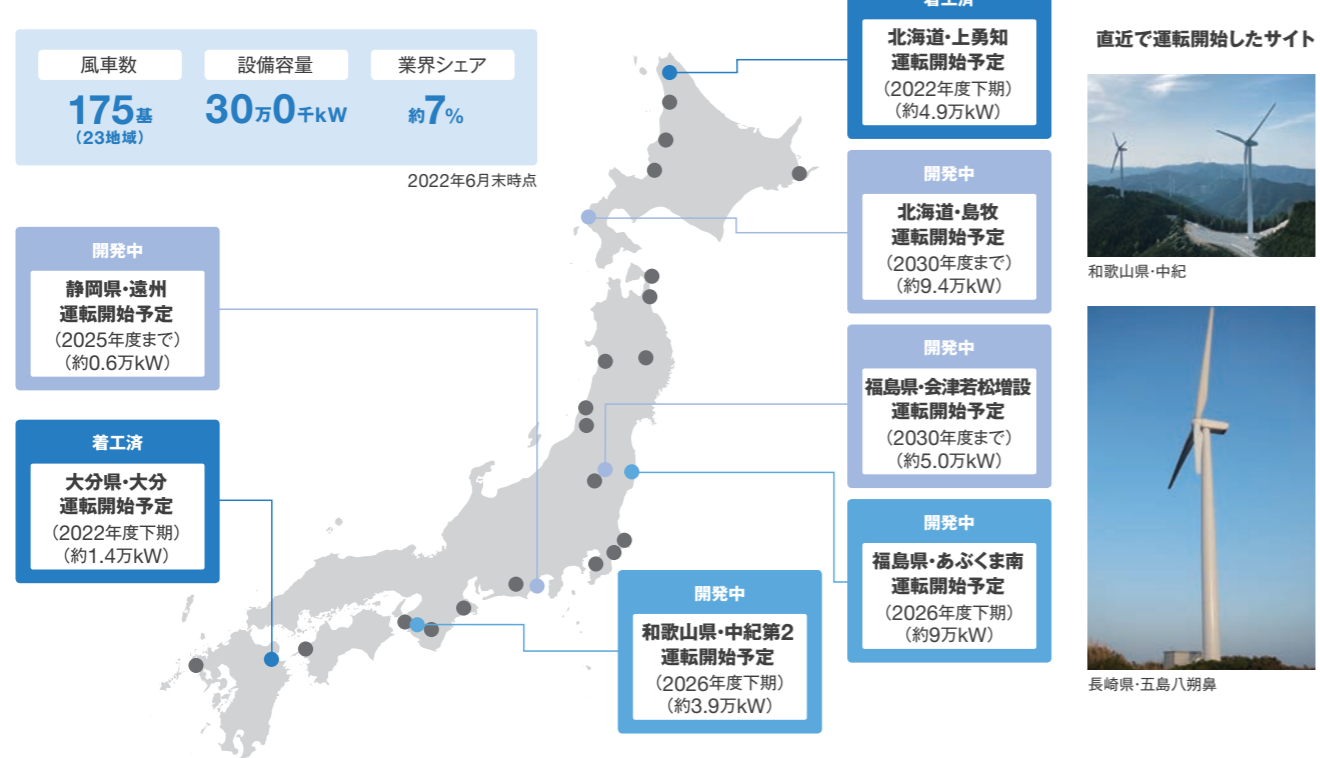 風車数
設備容量
業界シェア
175基
(23地域)
30万0千kW
約7%
2022年6月末時点
開発中
静岡県・遠州
運転開始予定
(2025年度まで)
(約0.6万kW)
着工済
大分県・大分
運転開始予定
(2022年度下期)
(約1.4万kW)
着工済
北海道・上勇知
運転開始予定
(2022年度下期)
(約4.9万kW)
開発中
北海道・島牧
運転開始予定
(2030年度まで)
(約9.4万kW)
開発中
福島県・会津若松増設
運転開始予定
(2030年度まで)
(約5.0万kW)
開発中
福島県・あぶくま南
運転開始予定
(2026年度下期)
(約9万kW)
開発中
和歌山県・中紀第2
運転開始予定
(2026年度下期)
(約3.9万kW)
直近で運転開始したサイト
和歌山県・中紀
長崎県・五島八朔鼻